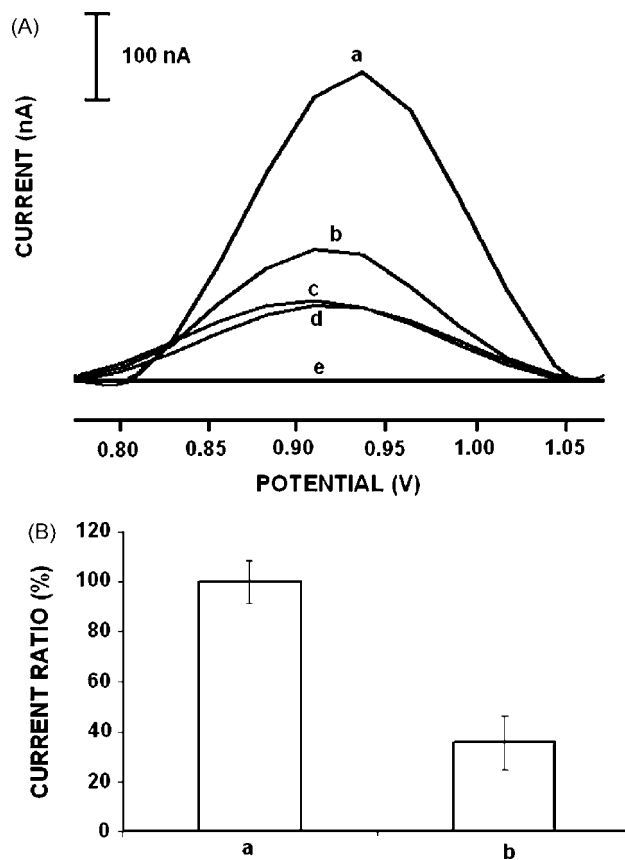 (A)
100 nA
CURRENT (nA)
a
b
c
d
e
0.80 0.85 0.90 0.95 1.00 1.05
POTENTIAL (V)
(B)
CURRENT RATIO (%)
120
100
80
60
40
20
0
a b